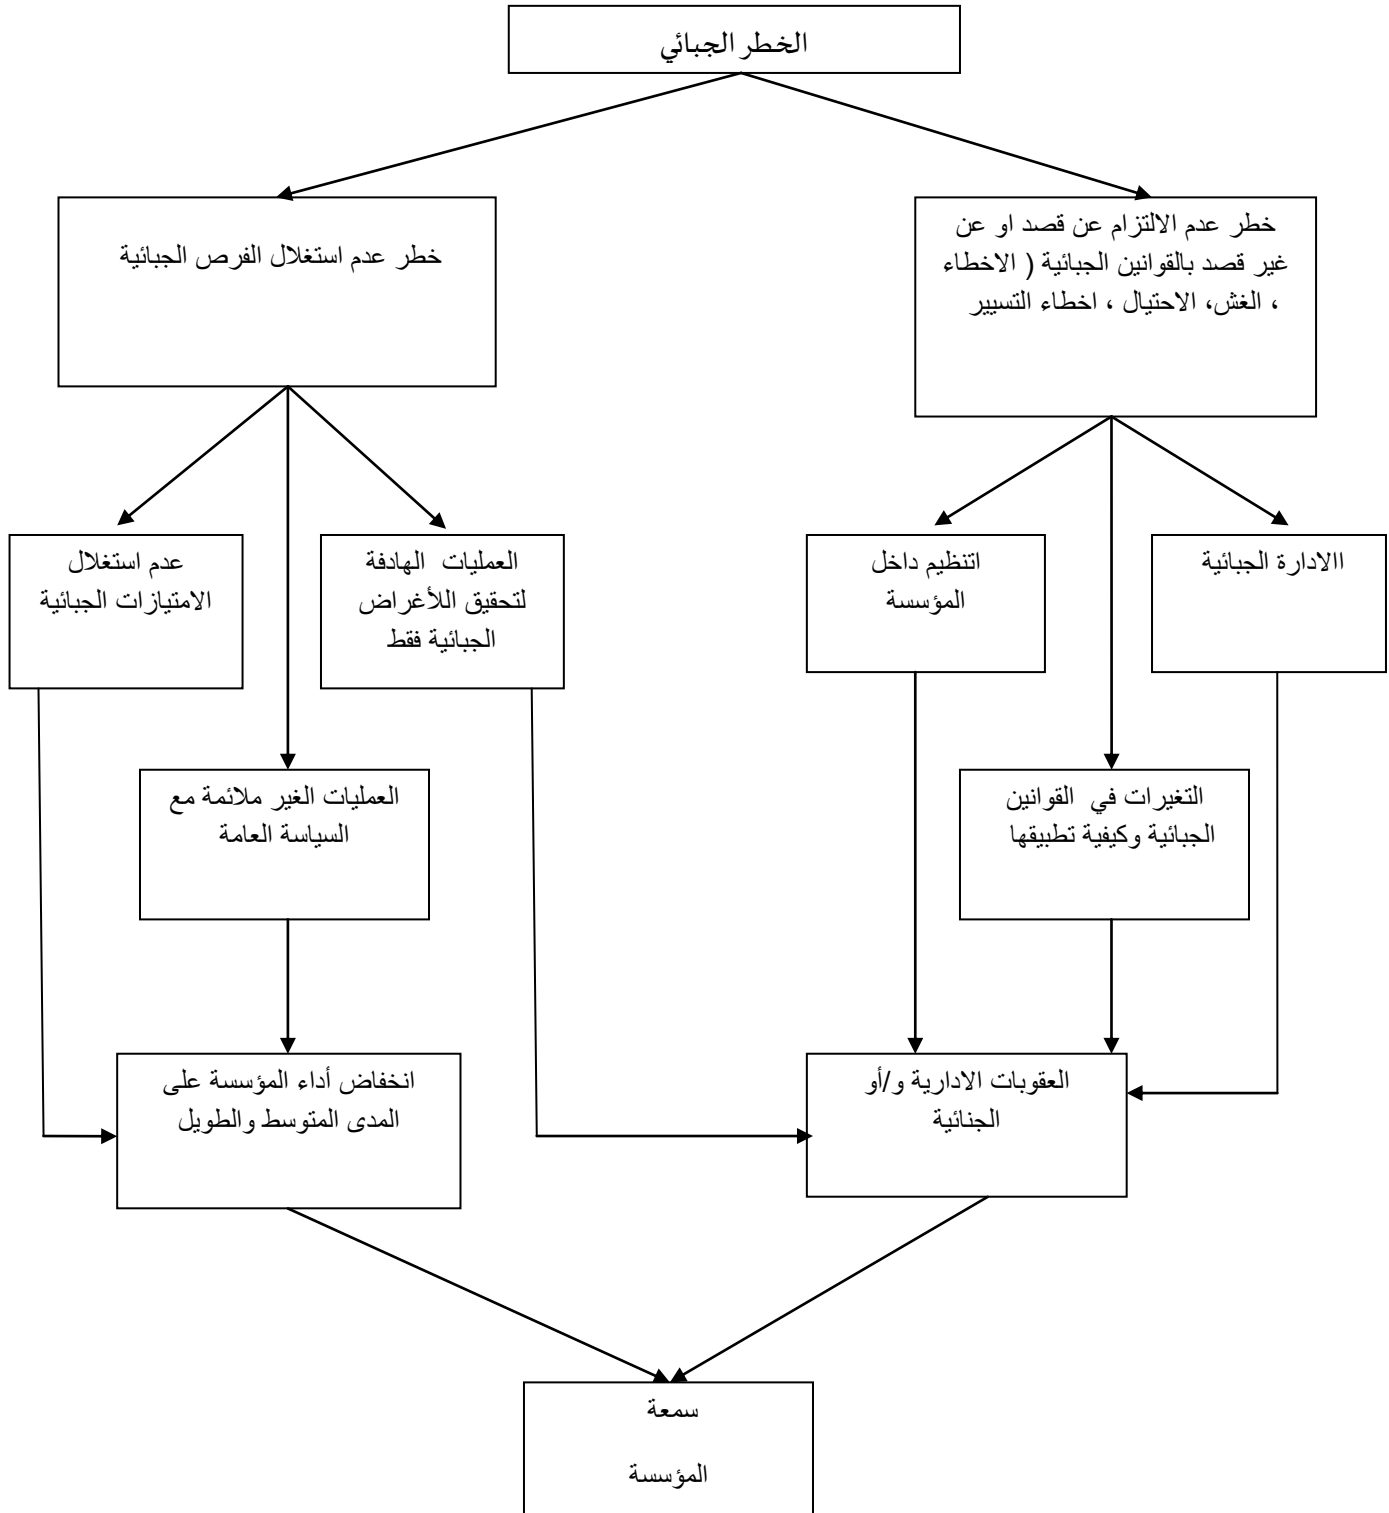 الخطر الجبائي
خطر عدم الالتزام عن قصد او عن
غير قصد بالقوانين الجبائية ( الاخطاء
، الغش، الاحتيال ، اخطاء التسيير
خطر عدم استغلال الفرص الجبائية
االادارة الجبائية
اتنظيم داخل
المؤسسة
العمليات الهادفة
لتحقيق اللأغراض
الجبائية فقط
عدم استغلال
الامتيازات الجبائية
التغيرات في القوانين
الجبائية وكيفية تطبيقها
العمليات الغير ملائمة مع
السياسة العامة
العقوبات الادارية و/أو
الجنائية
انخفاض أداء المؤسسة على
المدى المتوسط والطويل
سمعة
المؤسسة